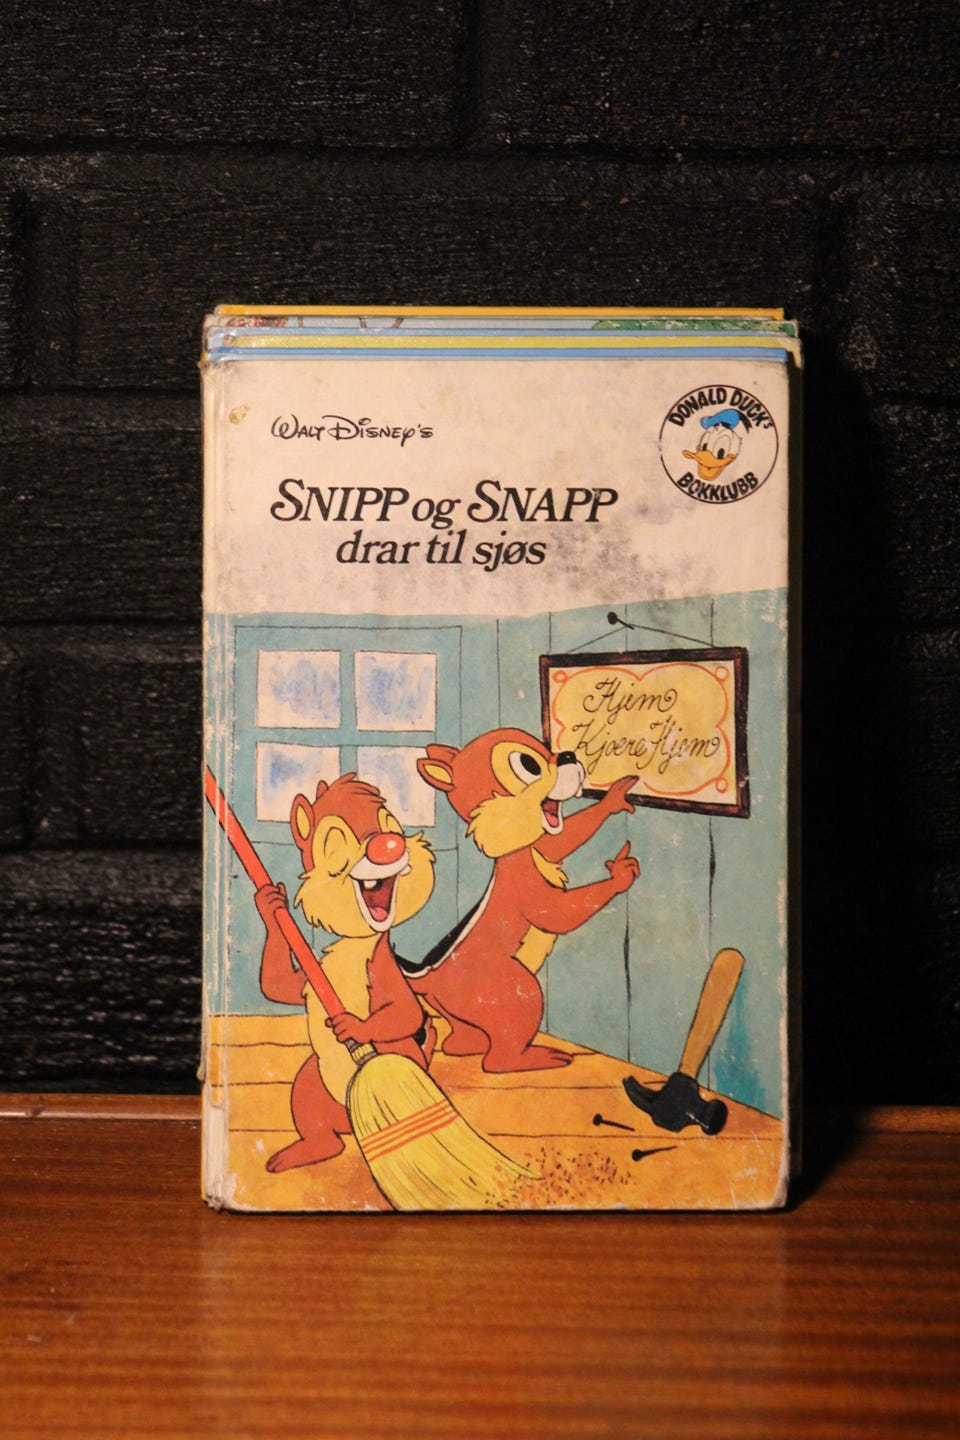 WALT DISNEY'S
DONALD DUCK'S
BOKKLUBB
SNIPP og SNAPP
drar til sjøs
Hjem
Kjære Hjem